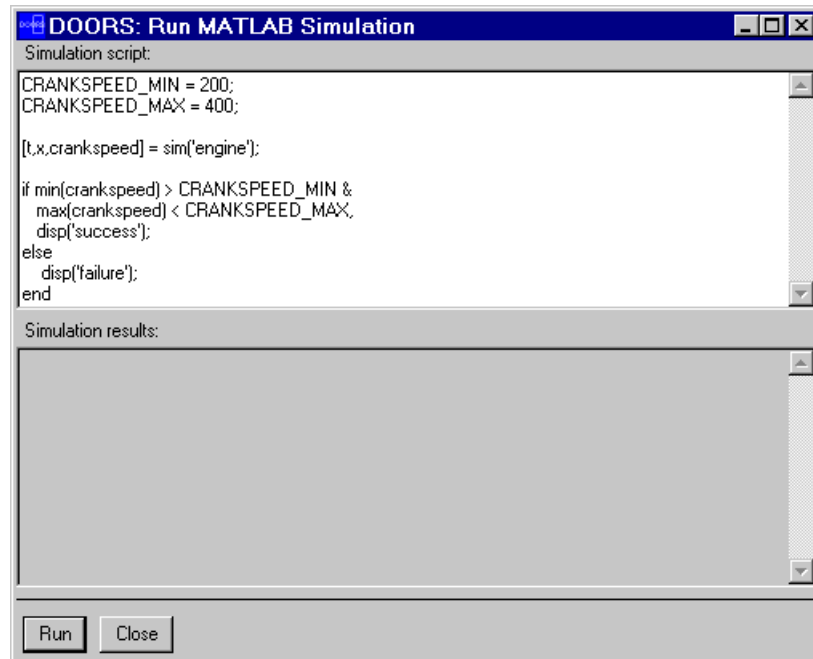 DOORS: Run MATLAB Simulation
Simulation script:
CRANKSPEED_MIN = 200;
CRANKSPEED_MAX = 400;
[t,x,crankspeed] = sim('engine');
if min(crankspeed) > CRANKSPEED_MIN &
max(crankspeed) < CRANKSPEED_MAX,
disp('success');
else
disp('failure');
end
Simulation results:
Run Close